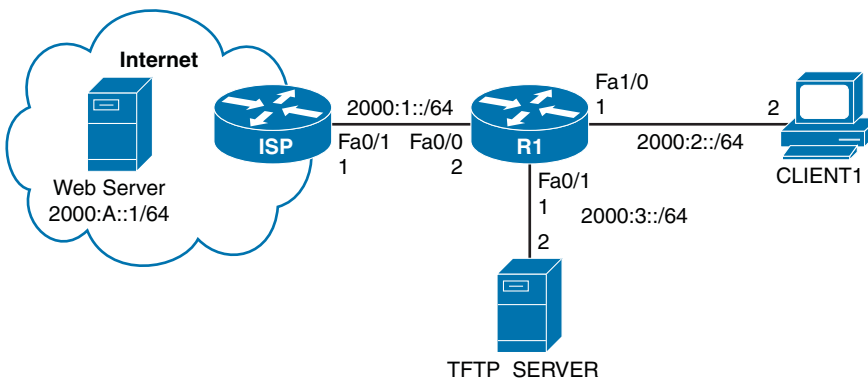 Internet
Web Server
2000:A::1/64
ISP
2000:1::/64
Fa0/1
1
Fa0/0
2
R1
Fa1/0
1
2000:2::/64
2
CLIENT1
Fa0/1
1
2000:3::/64
2
TFTP SERVER